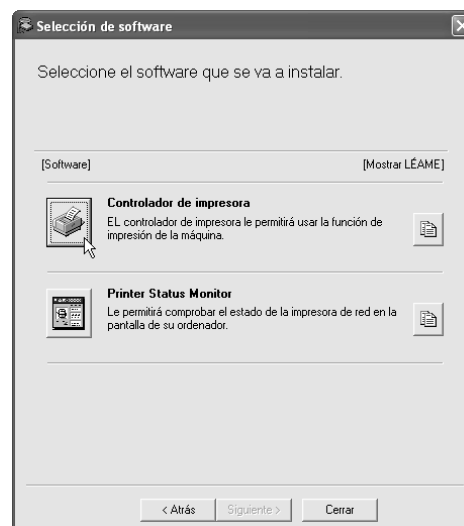 Selección de software
Seleccione el software que se va a instalar.
[Software]
[Mostrar LÉAME]
Controlador de impresora
EL controlador de impresora le permitirá usar la función de
impresión de la máquina.
Printer Status Monitor
Le permitirá comprobar el estado de la impresora de red en la
pantalla de su ordenador.
< Atrás
Siguiente >
Cerrar